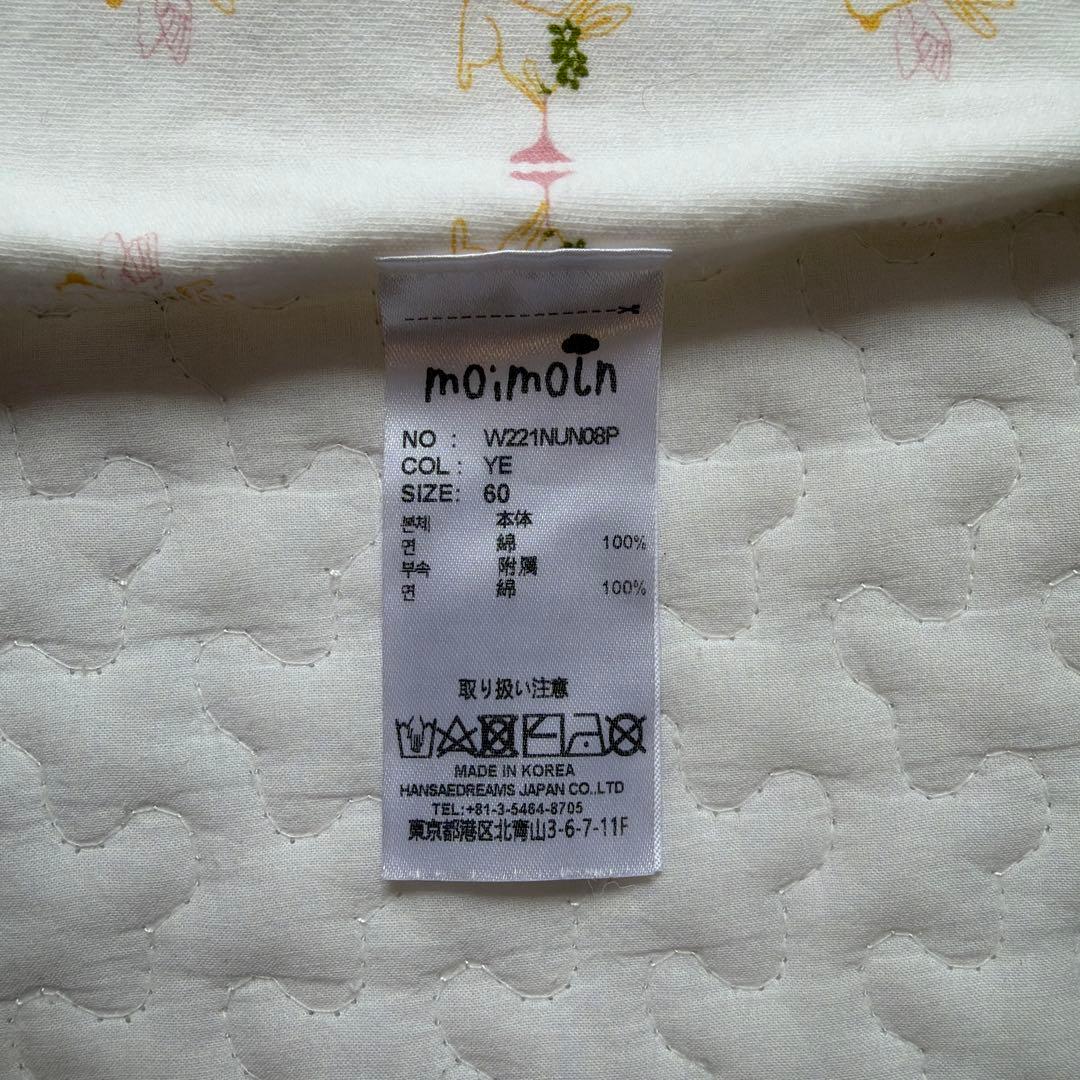 moimoln
NO : W221NUN08P
COL : YE
SIZE: 60
본체 本体
면 綿 100%
부속 附属
면 綿 100%
取り扱い注意
MADE IN KOREA
HANSAEDREAMS JAPAN CO.,LTD
TEL:+81-3-5464-8705
東京都港区北青山3-6-7-11F